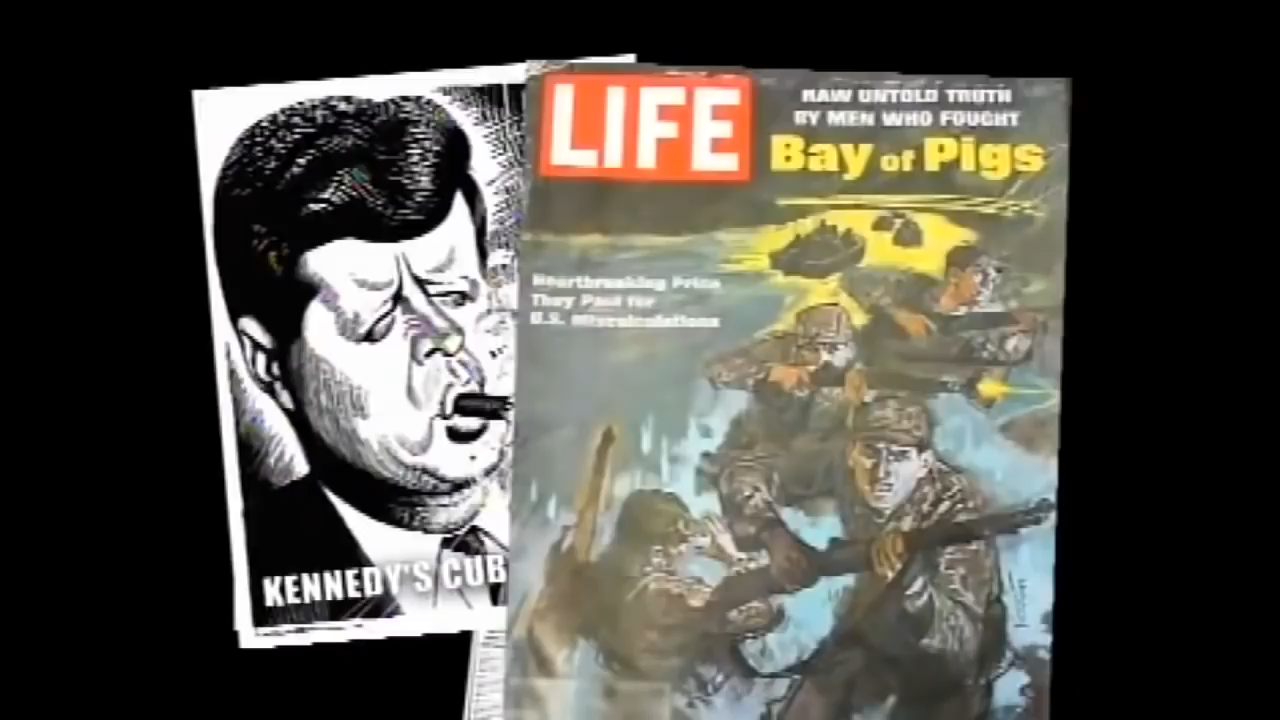 KENNEDY'S CUB
LIFE
RAW UNTOLD TRUTH
BY MEN WHO FOUGHT
Bay of Pigs
Heartbreaking Price
They Paid for
U.S. Miscalculations